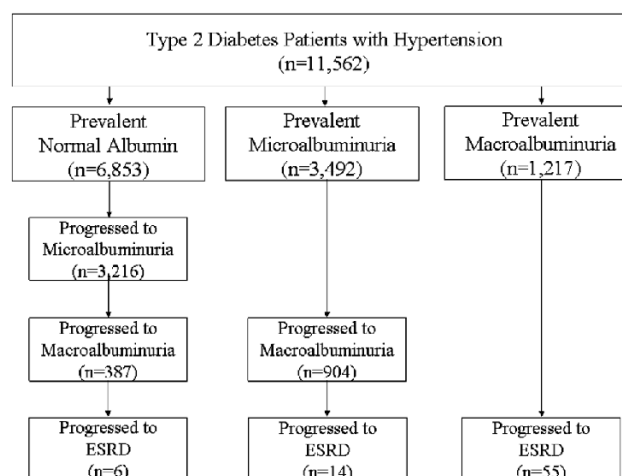 Type 2 Diabetes Patients with Hypertension
(n=11,562)
Prevalent
Normal Albumin
(n=6,853)
Prevalent
Microalbuminuria
(n=3,492)
Prevalent
Macroalbuminuria
(n=1,217)
Progressed to
Microalbuminuria
(n=3,216)
Progressed to
Macroalbuminuria
(n=387)
Progressed to
Macroalbuminuria
(n=904)
Progressed to
ESRD
(n=6)
Progressed to
ESRD
(n=14)
Progressed to
ESRD
(n=55)